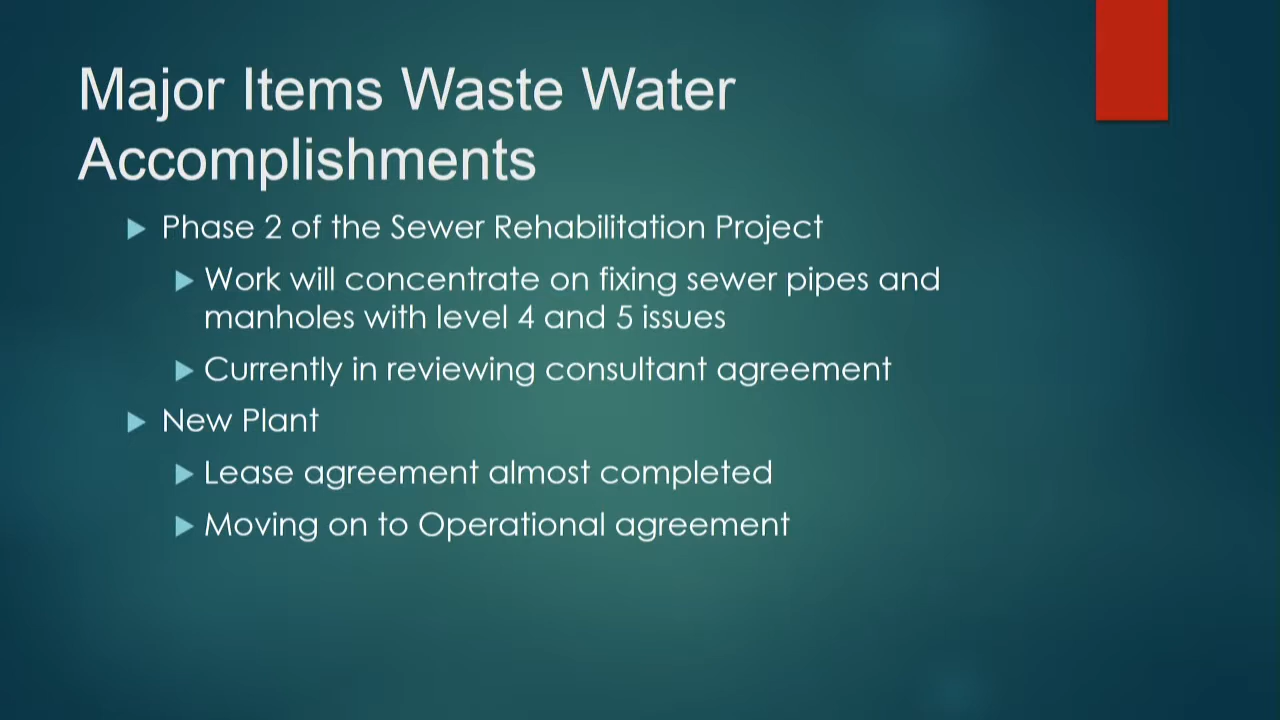 Major Items Waste Water
Accomplishments
Phase 2 of the Sewer Rehabilitation Project
Work will concentrate on fixing sewer pipes and
manholes with level 4 and 5 issues
Currently in reviewing consultant agreement
New Plant
Lease agreement almost completed
Moving on to Operational agreement